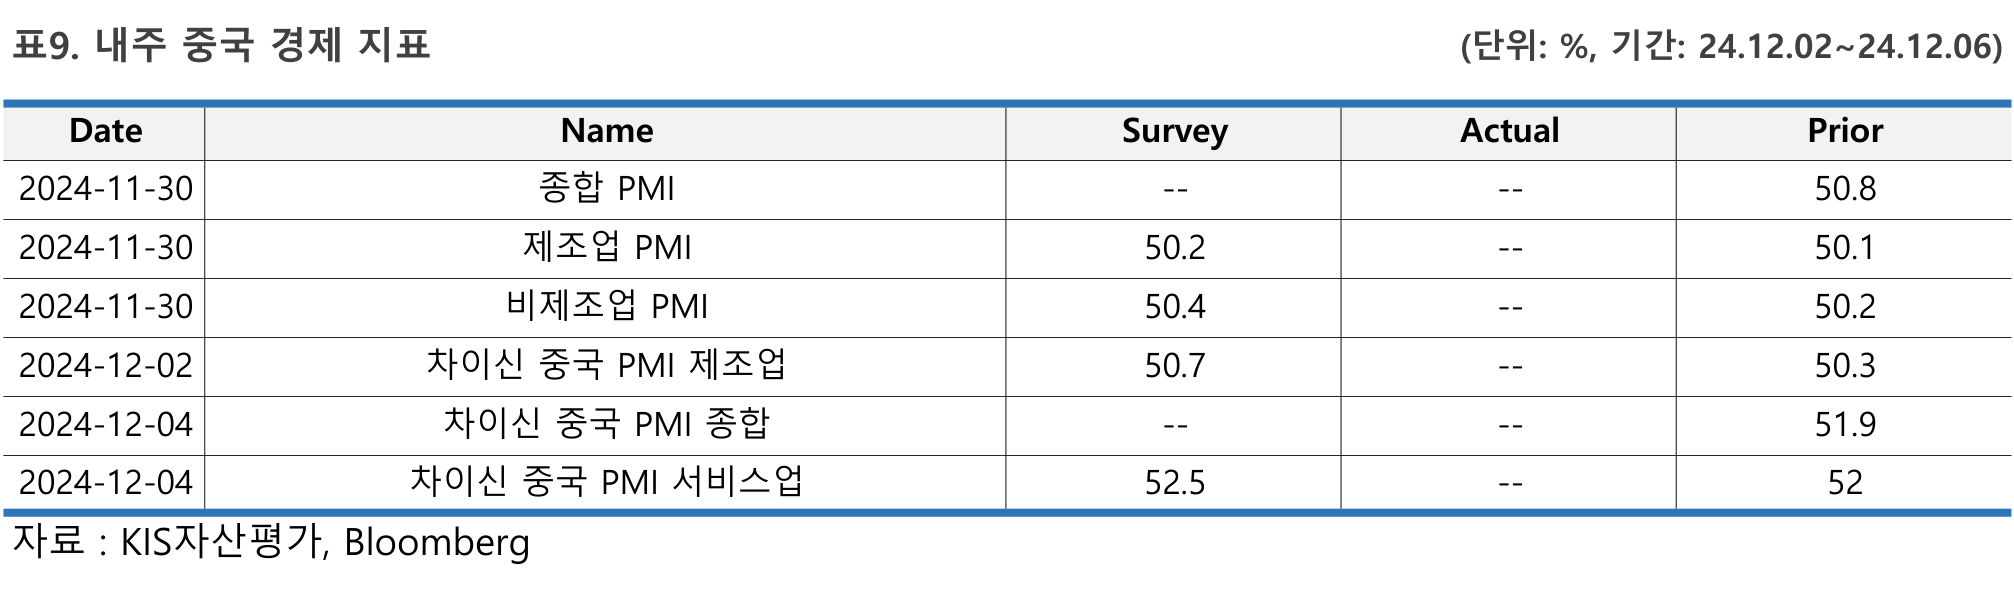 표9. 내주 중국 경제 지표 (단위: %, 기간: 24.12.02~24.12.06)
Date Name Survey Actual Prior
2024-11-30 종합 PMI -- -- 50.8
2024-11-30 제조업 PMI 50.2 -- 50.1
2024-11-30 비제조업 PMI 50.4 -- 50.2
2024-12-02 차이신 중국 PMI 제조업 50.7 -- 50.3
2024-12-04 차이신 중국 PMI 종합 -- -- 51.9
2024-12-04 차이신 중국 PMI 서비스업 52.5 -- 52
자료 : KIS자산평가, Bloomberg